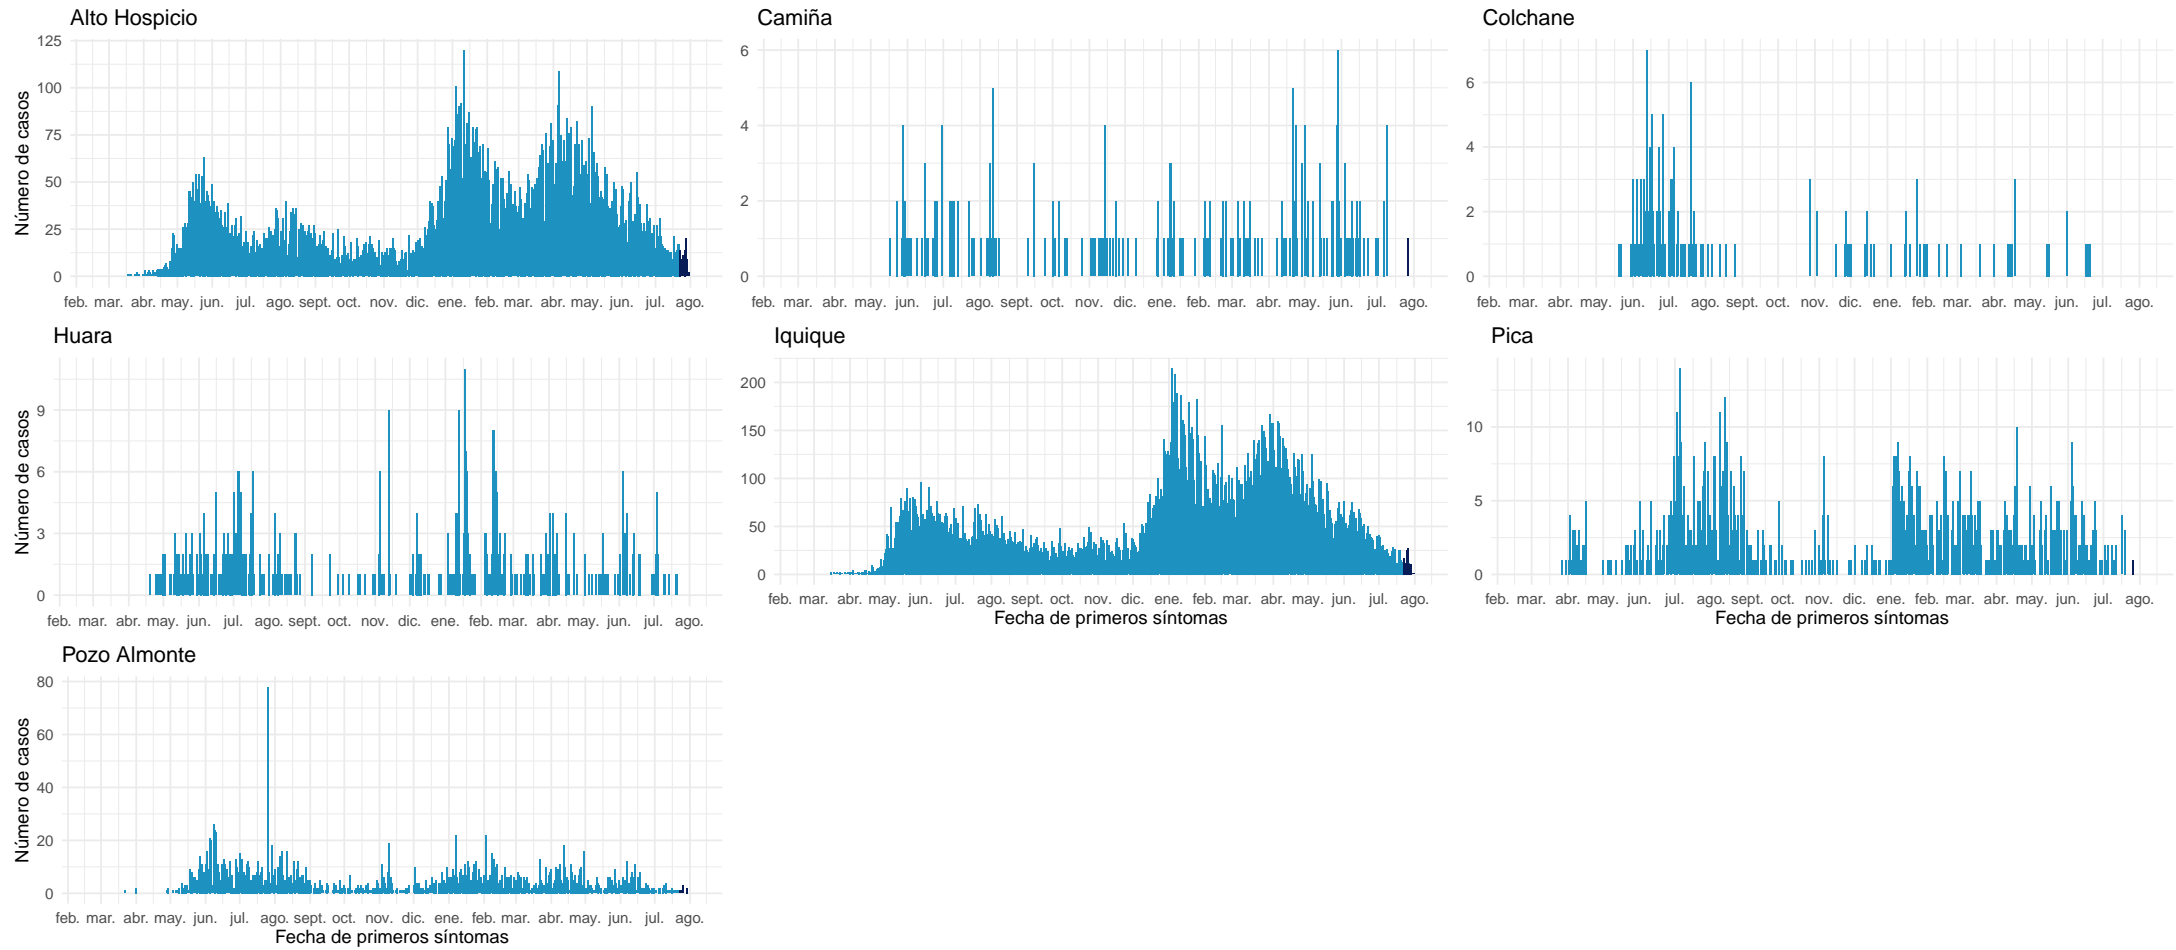 Alto Hospicio
Camiña
Colchane
Número de casos
125
100
75
50
25
0
feb. mar. abr. may. jun. jul. ago. sept. oct. nov. dic. ene. feb. mar. abr. may. jun. jul. ago.
6
4
2
0
feb. mar. abr. may. jun. jul. ago. sept. oct. nov. dic. ene. feb. mar. abr. may. jun. jul. ago.
6
4
2
0
feb. mar. abr. may. jun. jul. ago. sept. oct. nov. dic. ene. feb. mar. abr. may. jun. jul. ago.
Huara
Iquique
Pica
Número de casos
9
6
3
0
feb. mar. abr. may. jun. jul. ago. sept. oct. nov. dic. ene. feb. mar. abr. may. jun. jul. ago.
200
150
100
50
0
feb. mar. abr. may. jun. jul. ago. sept. oct. nov. dic. ene. feb. mar. abr. may. jun. jul. ago.
Fecha de primeros síntomas
10
5
0
feb. mar. abr. may. jun. jul. ago. sept. oct. nov. dic. ene. feb. mar. abr. may. jun. jul. ago.
Fecha de primeros síntomas
Pozo Almonte
Número de casos
80
60
40
20
0
feb. mar. abr. may. jun. jul. ago. sept. oct. nov. dic. ene. feb. mar. abr. may. jun. jul. ago.
Fecha de primeros síntomas